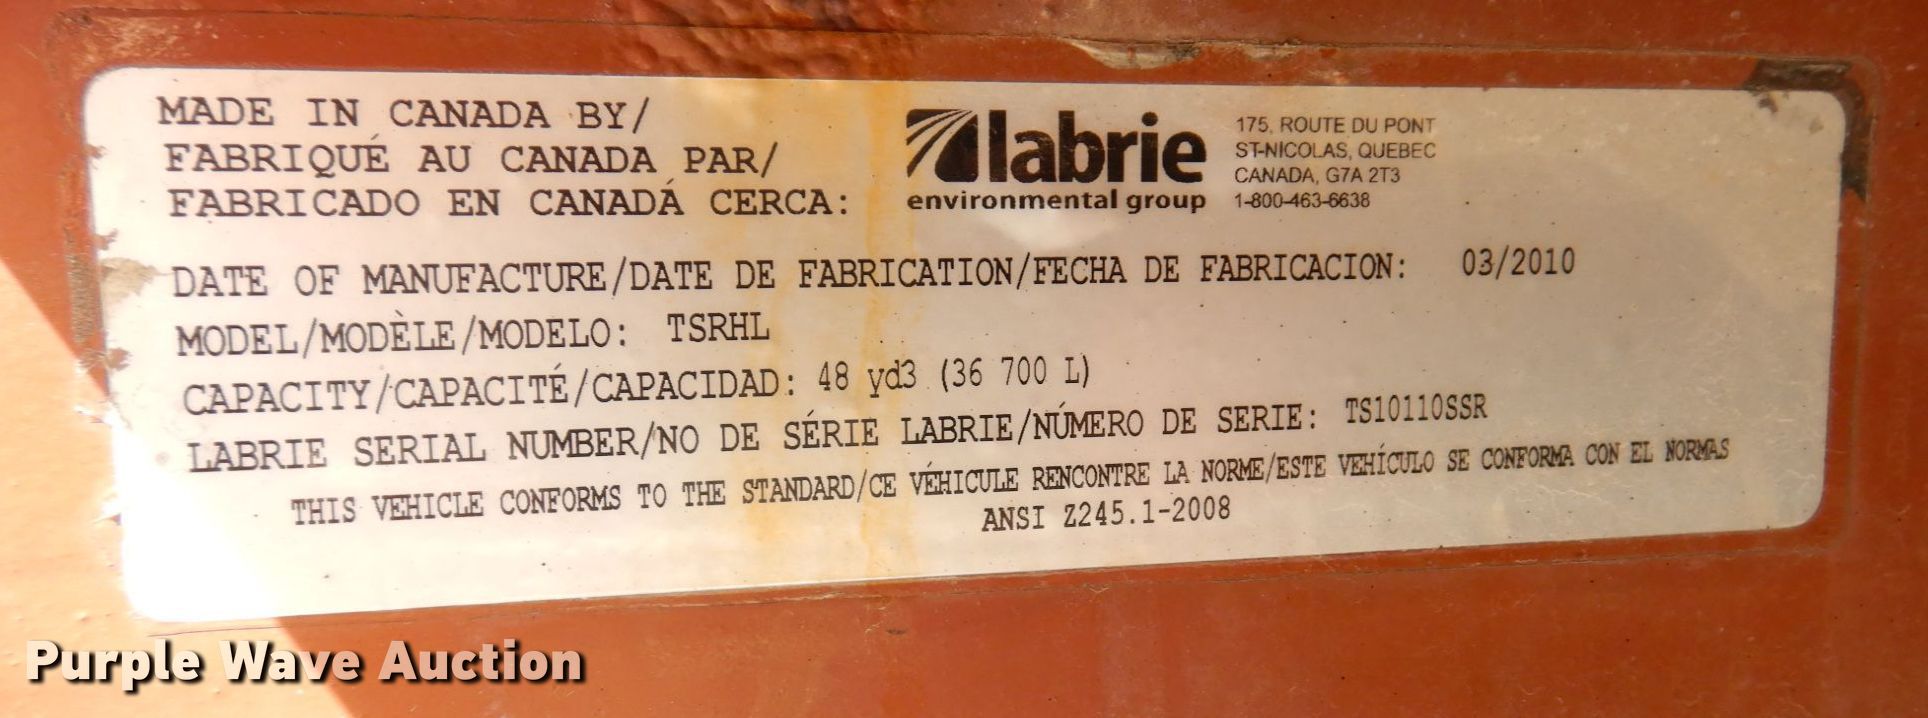 MADE IN CANADA BY/
FABRIQUÉ AU CANADA PAR/
FABRICADO EN CANADÁ CERCA:
labrie
environmental group
175, ROUTE DU PONT
ST-NICOLAS, QUEBEC
CANADA, G7A 2T3
1-800-463-6638
DATE OF MANUFACTURE/DATE DE FABRICATION/FECHA DE FABRICACION: 03/2010
MODEL/MODÈLE/MODELO: TSRHL
CAPACITY/CAPACITÉ/CAPACIDAD: 48 yd3 (36 700 L)
LABRIE SERIAL NUMBER/NO DE SÉRIE LABRIE/NÚMERO DE SERIE: TS10110SSR
THIS VEHICLE CONFORMS TO THE STANDARD/CE VÉHICULE RENCONTRE LA NORME/ESTE VEHÍCULO SE CONFORMA CON EL NORMAS
ANSI Z245.1-2008
Purple Wave Auction